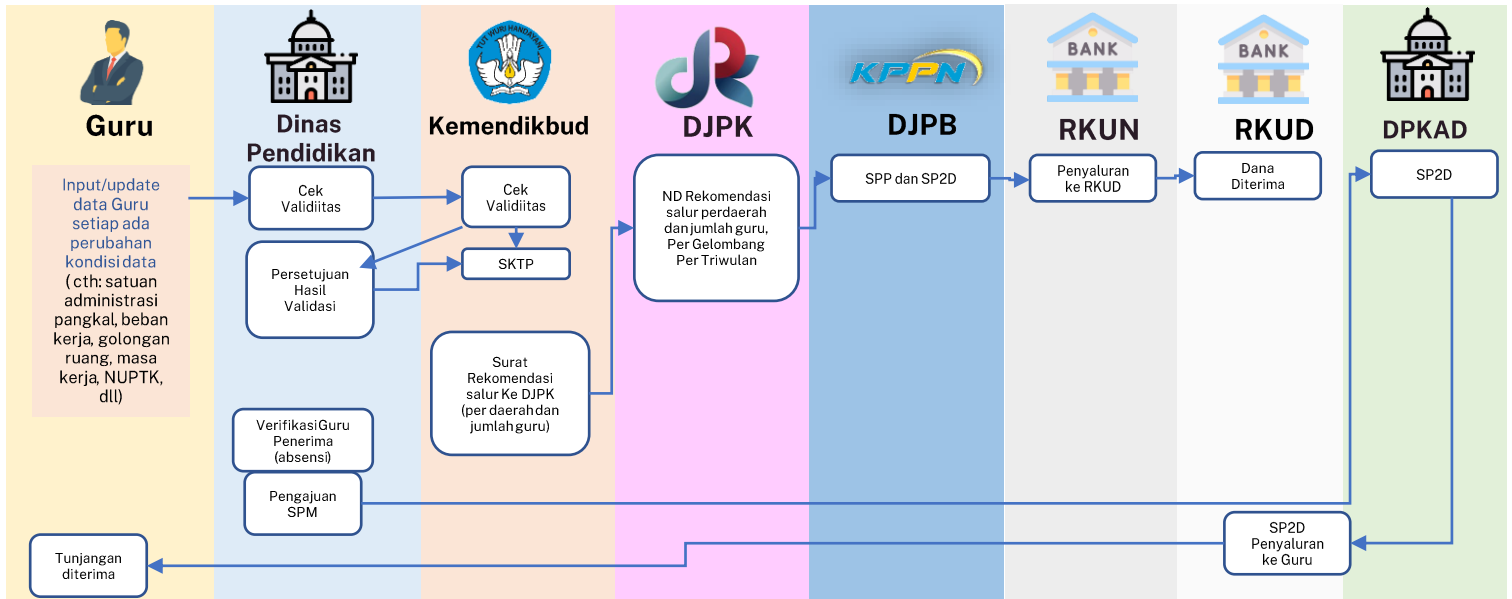 TUT WURI HANDAYANI
KPPN
BANK
BANK
Guru
Dinas
Pendidikan
Kemendikbud
DJPK
DJPB
RKUN
RKUD
DPKAD
Input/update
data Guru
setiap ada
perubahan
kondisi data
( cth: satuan
administrasi
pangkal, beban
kerja, golongan
ruang, masa
kerja, NUPTK,
dll)
Cek
Validiitas
Cek
Validiitas
ND Rekomendasi
salur perdaerah
dan jumlah guru,
Per Gelombang
Per Triwulan
SPP dan SP2D
Penyaluran
ke RKUD
Dana
Diterima
SP2D
Persetujuan
Hasil
Validasi
SKTP
Surat
Rekomendasi
salur Ke DJPK
(per daerah dan
jumlah guru)
Verifikasi Guru
Penerima
(absensi)
Pengajuan
SPM
SP2D
Penyaluran
ke Guru
Tunjangan
diterima